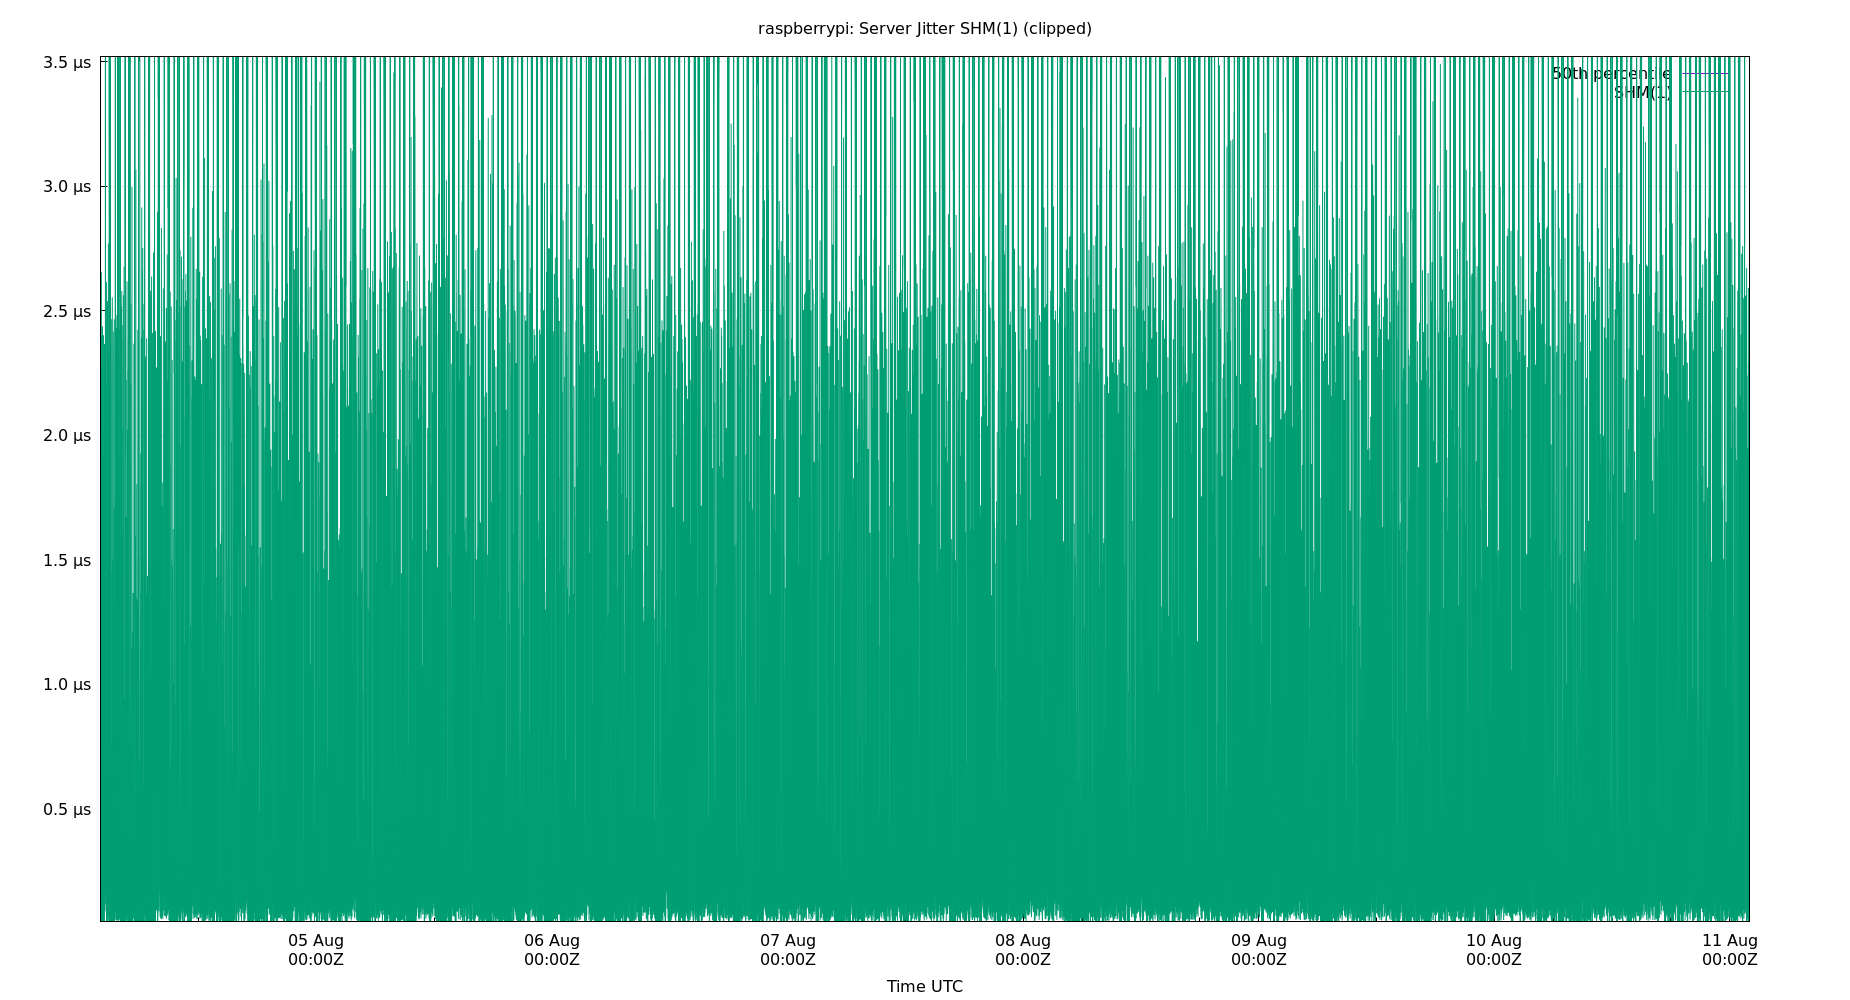 raspberrypi: Server Jitter SHM(1) (clipped)
50th percentile
SHM(1)
3.5 µs
3.0 µs
2.5 µs
2.0 µs
1.5 µs
1.0 µs
0.5 µs
05 Aug 06 Aug 07 Aug 08 Aug 09 Aug 10 Aug 11 Aug
00:00Z 00:00Z 00:00Z 00:00Z 00:00Z 00:00Z 00:00Z
Time UTC